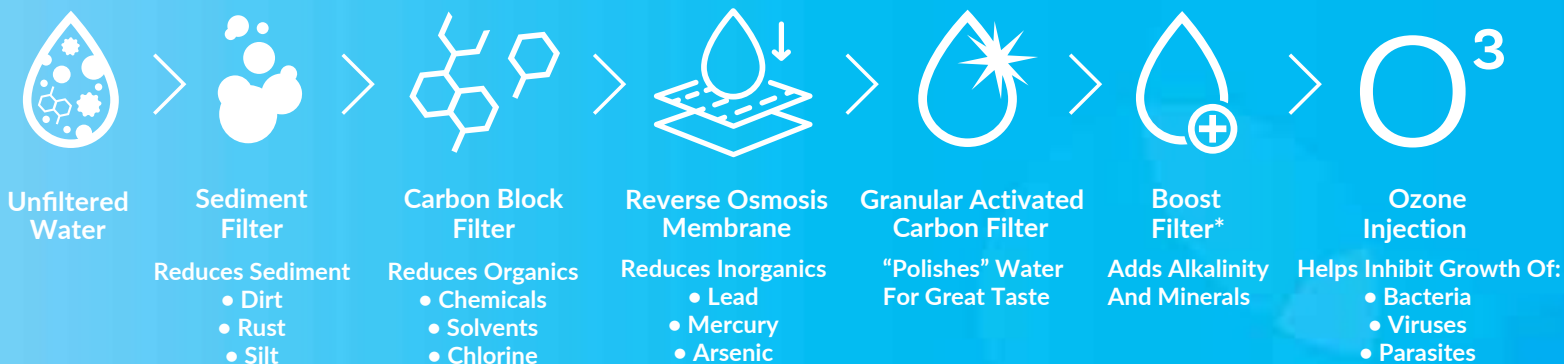 Unfiltered
Water
Sediment
Filter
Reduces Sediment
• Dirt
• Rust
• Silt
Carbon Block
Filter
Reduces Organics
• Chemicals
• Solvents
• Chlorine
Reverse Osmosis
Membrane
Reduces Inorganics
• Lead
• Mercury
• Arsenic
Granular Activated
Carbon Filter
“Polishes” Water
For Great Taste
Boost
Filter*
Adds Alkalinity
And Minerals
O³
Ozone
Injection
Helps Inhibit Growth Of:
• Bacteria
• Viruses
• Parasites